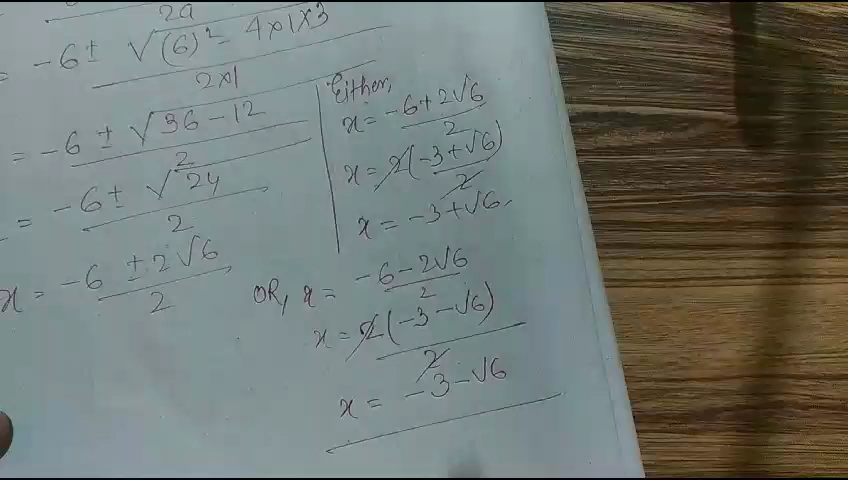 2a
= -6 ± √(6)² - 4×1×3
2×1
= -6 ± √36-12
2
= -6 ± √24
2
x = -6 ± 2√6
2
Either,
x = -6+2√6
2
x = 2(-3+√6)
2
x = -3+√6,
OR, x = -6-2√6
2
x = 2(-3-√6)
2
x = -3-√6